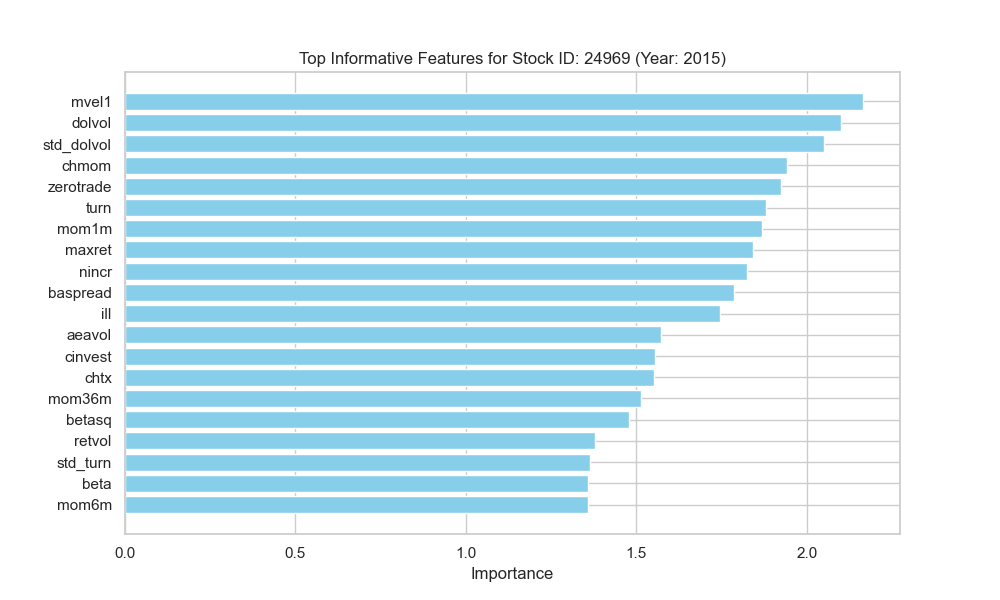 Top Informative Features for Stock ID: 24969 (Year: 2015)
mvel1
dolvol
std_dolvol
chmom
zerotrade
turn
mom1m
maxret
nincr
baspread
ill
aeavol
cinvest
chtx
mom36m
betasq
retvol
std_turn
beta
mom6m
0.0 0.5 1.0 1.5 2.0
Importance